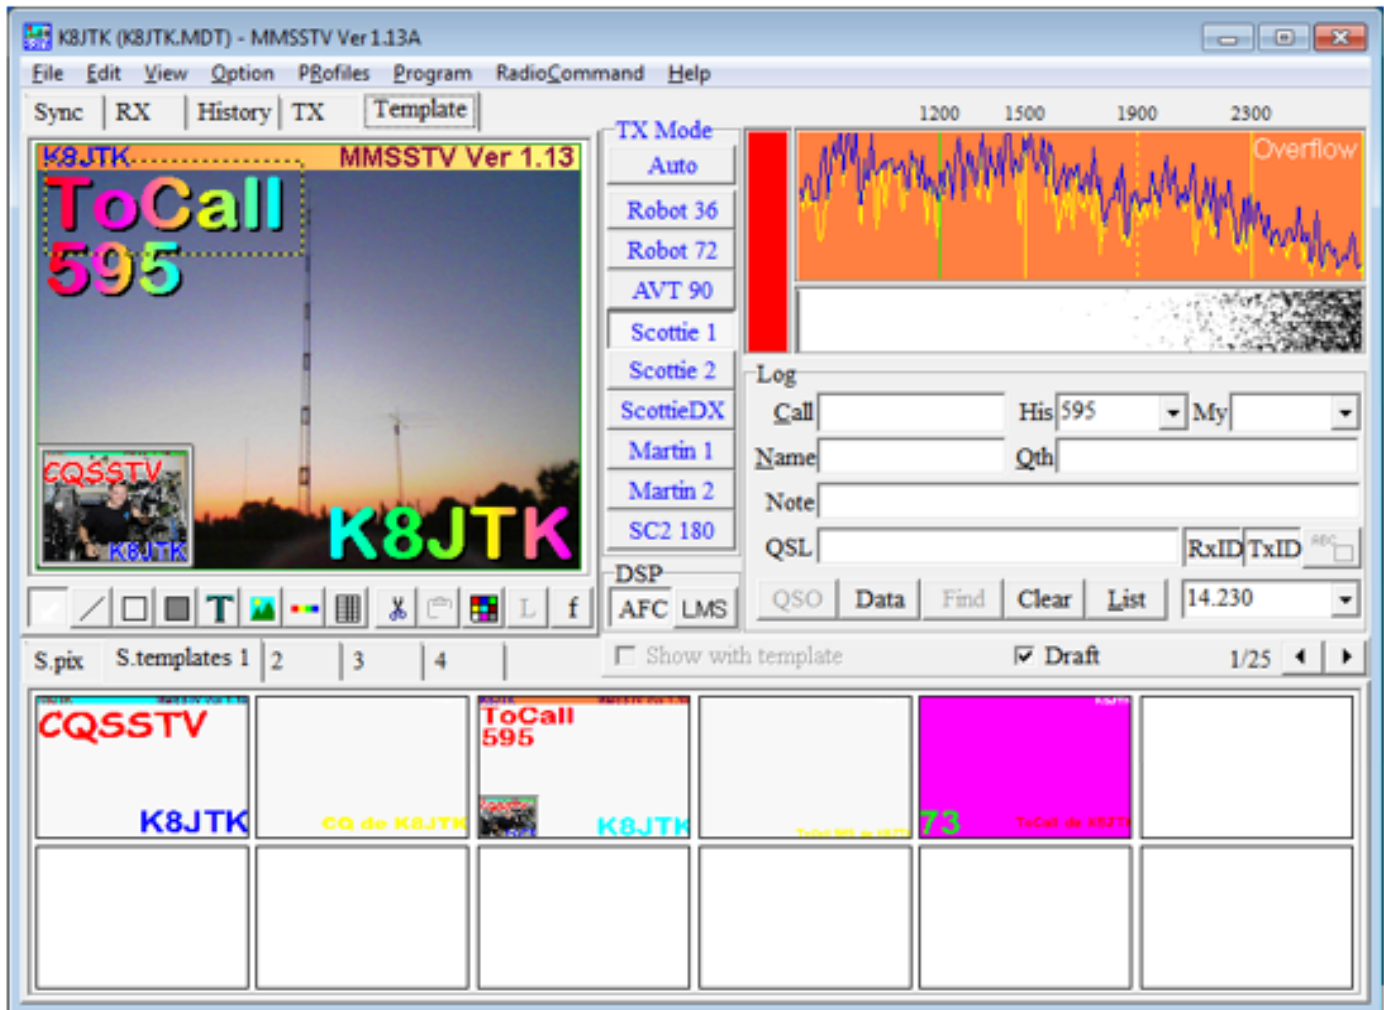 K8JTK (K8JTK.MDT) - MMSSTV Ver 1.13A
File Edit View Option PRofiles Program RadioCommand Help
Sync RX History TX Template
1200 1500 1900 2300
K8JTK MMSSTV Ver 1.13
ToCall
595
CQSSTV
K8JTK
K8JTK
TX Mode
Auto
Robot 36
Robot 72
AVT 90
Scottie 1
Scottie 2
ScottieDX
Martin 1
Martin 2
SC2 180
DSP
AFC LMS
Overflow
Log
Call His 595 My
Name Qth
Note
QSL RxID TxID ABC
QSO Data Find Clear List 14.230
T L f
S.pix S.templates 1 2 3 4
Show with template Draft 1/25
CQSSTV
K8JTK
CQ de K8JTK
ToCall
595
K8JTK
K8JTK
73 ToCall de K8JTK